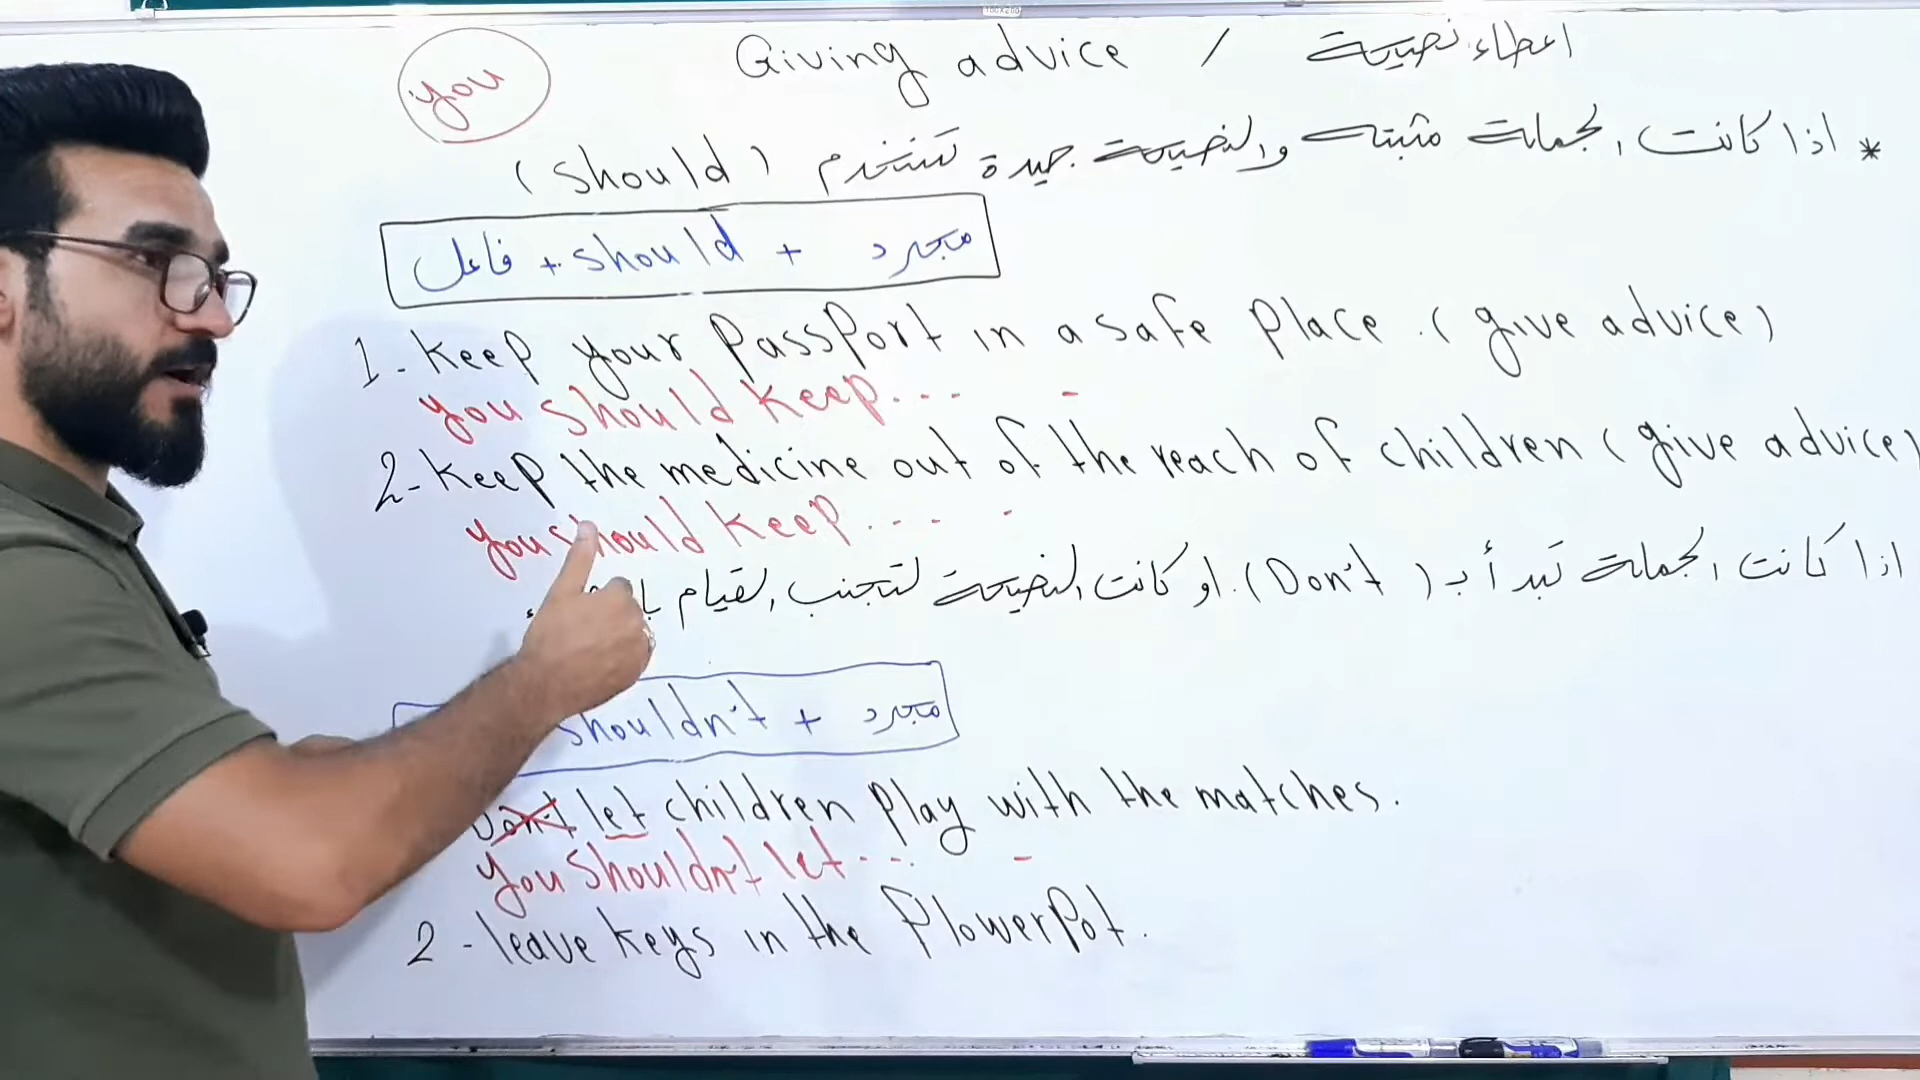 you
Giving advice / اعطاء نصيحة
* اذا كانت الجملة مثبته والنصيحة جيدة نستخدم (should)
فاعل + should + مجرد
1- Keep your Passport in a safe place. (give advice)
you should keep... -
2- Keep the medicine out of the reach of children (give advice)
you should keep.... -
اذا كانت الجملة تبدأ بـ (Don't). او كانت النصيحة لتجنب القيام
shouldn't + مجرد
Don't let children play with the matches.
you shouldn't let... -
2 - leave keys in the Flowerpot.